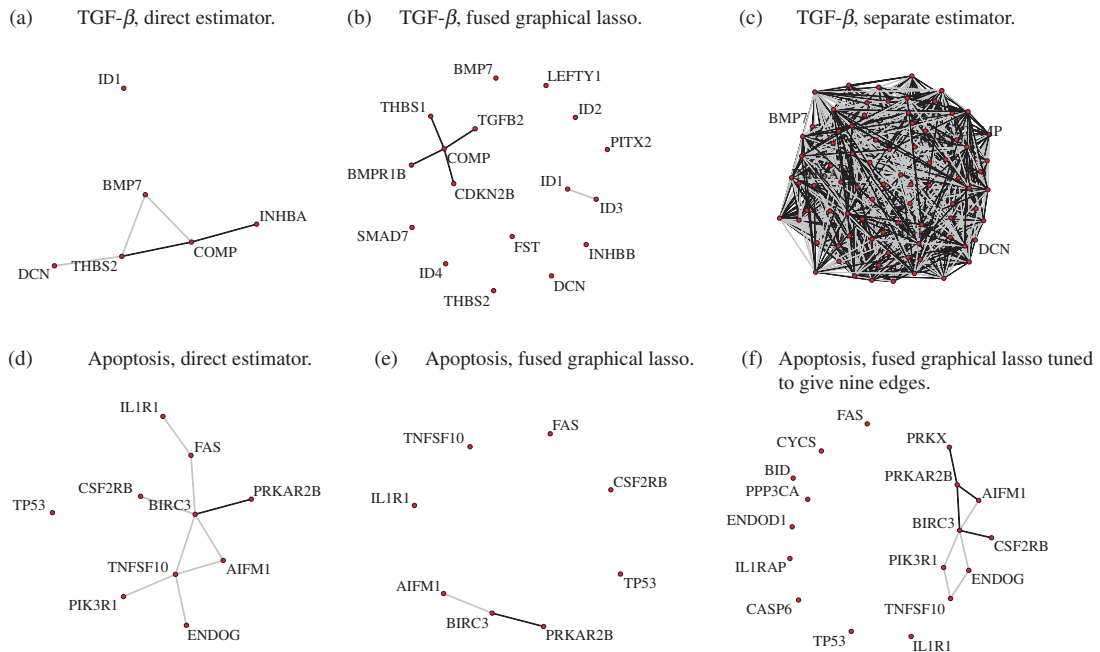 (a) TGF-β, direct estimator.
ID1
BMP7
INHBA
COMP
THBS2
DCN
(b) TGF-β, fused graphical lasso.
BMP7
LEFTY1
THBS1
TGFB2
ID2
COMP
PITX2
BMPR1B
CDKN2B
ID1
ID3
SMAD7
FST
INHBB
ID4
DCN
THBS2
(c) TGF-β, separate estimator.
BMP7
MP
DCN
(d) Apoptosis, direct estimator.
IL1R1
FAS
CSF2RB
PRKAR2B
TP53
BIRC3
TNFSF10
AIFM1
PIK3R1
ENDOG
(e) Apoptosis, fused graphical lasso.
FAS
TNFSF10
CSF2RB
IL1R1
TP53
AIFM1
BIRC3
PRKAR2B
(f) Apoptosis, fused graphical lasso tuned
to give nine edges.
FAS
CYCS
PRKX
BID
PRKAR2B
PPP3CA
AIFM1
ENDOD1
BIRC3
CSF2RB
IL1RAP
PIK3R1
ENDOG
CASP6
TNFSF10
TP53
IL1R1